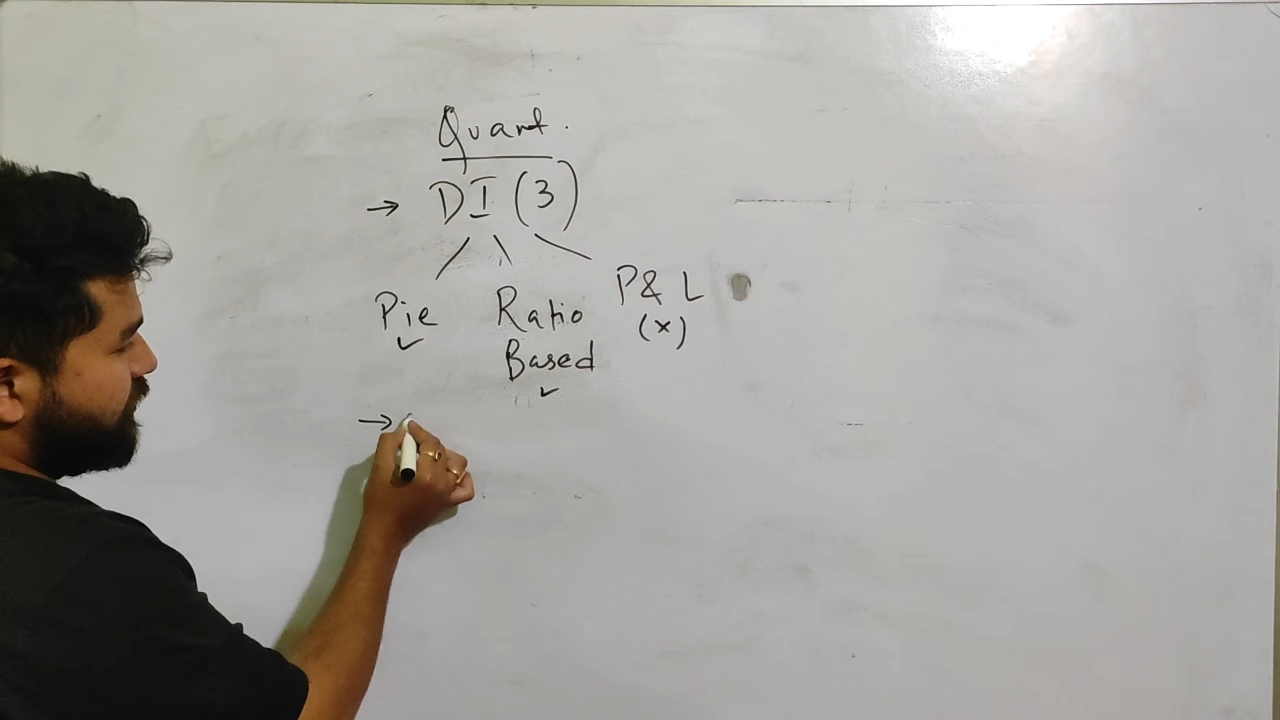 Quant.
→ DI (3)
Pie ✓
Ratio
Based ✓
P& L
(x)
→